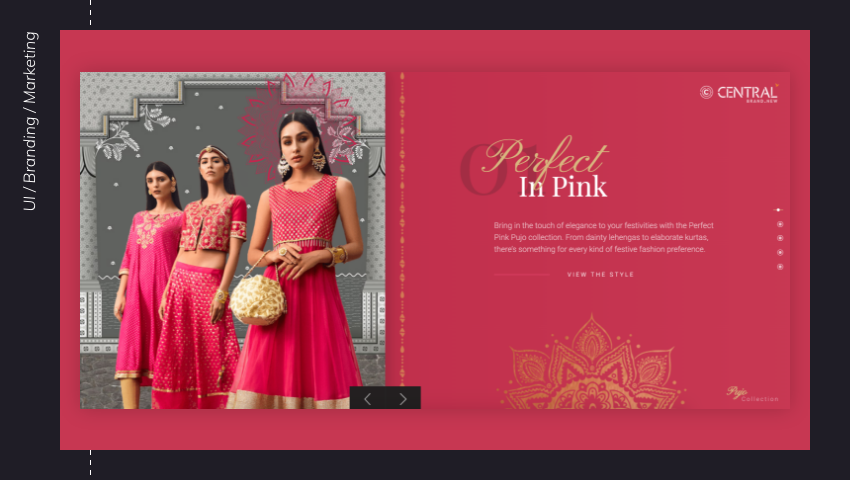 UI / Branding / Marketing
CENTRAL
BRAND.NEW
01
Perfect
In Pink
Bring in the touch of elegance to your festivities with the Perfect
Pink Pujo collection. From dainty lehengas to elaborate kurtas,
there's something for every kind of festive fashion preference.
VIEW THE STYLE
Pujo
Collection